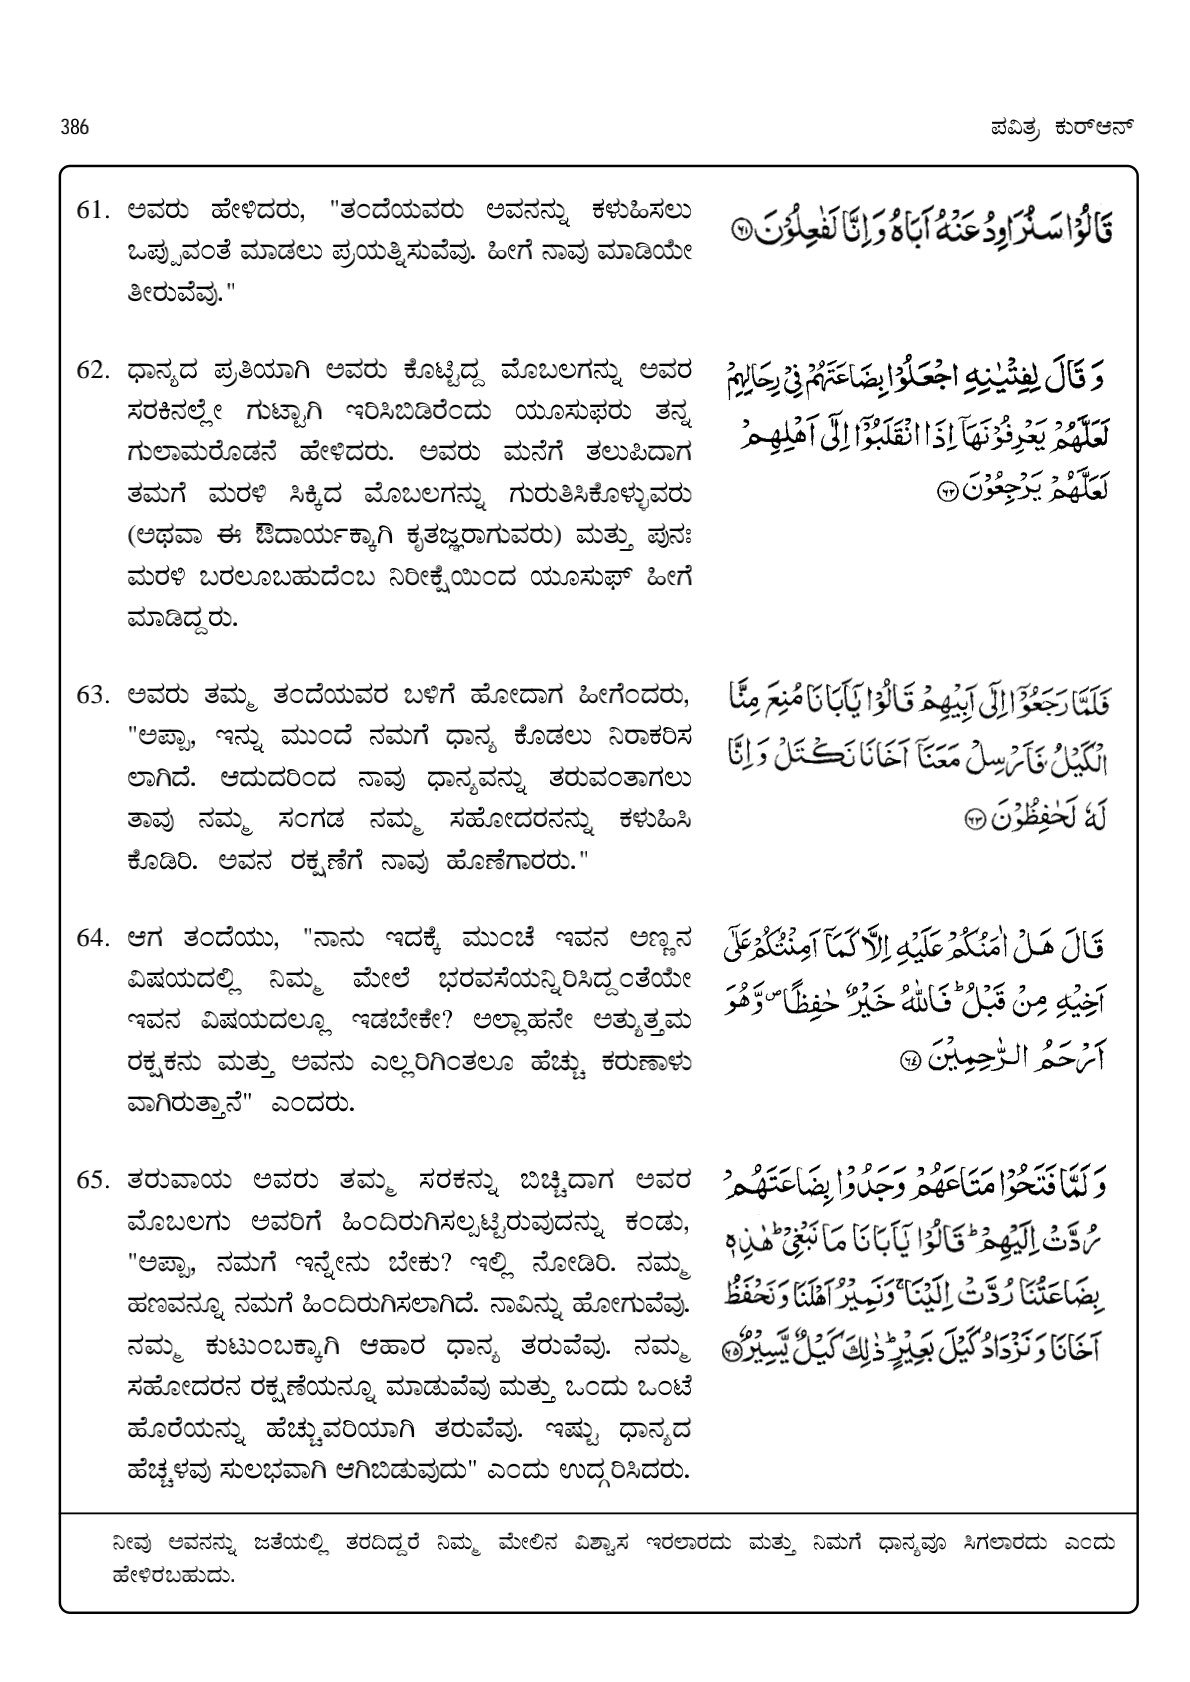 386
ಪವಿತ್ರ ಕುರ್‌ಆನ್
61. ಅವರು ಹೇಳಿದರು, "ತಂದೆಯವರು ಅವನನ್ನು ಕಳುಹಿಸಲು
ಒಪ್ಪುವಂತೆ ಮಾಡಲು ಪ್ರಯತ್ನಿಸುವೆವು. ಹೀಗೆ ನಾವು ಮಾಡಿಯೇ
ತೀರುವೆವು."
قَالُوْا سَنُرَاوِدُ عَنْهُ اَبَاهُ وَاِنَّا لَفٰعِلُوْنَ ﴿٦١﴾
62. ಧಾನ್ಯದ ಪ್ರತಿಯಾಗಿ ಅವರು ಕೊಟ್ಟಿದ್ದ ಮೊಬಲಗನ್ನು ಅವರ
ಸರಕಿನಲ್ಲೇ ಗುಟ್ಟಾಗಿ ಇರಿಸಿಬಿಡಿರೆಂದು ಯೂಸುಫರು ತನ್ನ
ಗುಲಾಮರೊಡನೆ ಹೇಳಿದರು. ಅವರು ಮನೆಗೆ ತಲುಪಿದಾಗ
ತಮಗೆ ಮರಳಿ ಸಿಕ್ಕಿದ ಮೊಬಲಗನ್ನು ಗುರುತಿಸಿಕೊಳ್ಳುವರು
(ಅಥವಾ ಈ ಔದಾರ್ಯಕ್ಕಾಗಿ ಕೃತಜ್ಞರಾಗುವರು) ಮತ್ತು ಪುನಃ
ಮರಳಿ ಬರಲೂಬಹುದೆಂಬ ನಿರೀಕ್ಷೆಯಿಂದ ಯೂಸುಫ್ ಹೀಗೆ
ಮಾಡಿದ್ದರು.
وَقَالَ لِفِتْيٰنِهِ اجْعَلُوْا بِضَاعَتَهُمْ فِيْ رِحَالِهِمْ
لَعَلَّهُمْ يَعْرِفُوْنَهَآ اِذَا انْقَلَبُوْٓا اِلٰٓى اَهْلِهِمْ
لَعَلَّهُمْ يَرْجِعُوْنَ ﴿٦٢﴾
63. ಅವರು ತಮ್ಮ ತಂದೆಯವರ ಬಳಿಗೆ ಹೋದಾಗ ಹೀಗೆಂದರು,
"ಅಪ್ಪಾ, ಇನ್ನು ಮುಂದೆ ನಮಗೆ ಧಾನ್ಯ ಕೊಡಲು ನಿರಾಕರಿಸ
ಲಾಗಿದೆ. ಆದುದರಿಂದ ನಾವು ಧಾನ್ಯವನ್ನು ತರುವಂತಾಗಲು
ತಾವು ನಮ್ಮ ಸಂಗಡ ನಮ್ಮ ಸಹೋದರನನ್ನು ಕಳುಹಿಸಿ
ಕೊಡಿರಿ. ಅವನ ರಕ್ಷಣೆಗೆ ನಾವು ಹೊಣೆಗಾರರು."
فَلَمَّا رَجَعُوْٓا اِلٰٓى اَبِيْهِمْ قَالُوْا يٰٓاَبَانَا مُنِعَ مِنَّا
الْكَيْلُ فَاَرْسِلْ مَعَنَآ اَخَانَا نَكْتَلْ وَاِنَّا
لَهٗ لَحٰفِظُوْنَ ﴿٦٣﴾
64. ಆಗ ತಂದೆಯು, "ನಾನು ಇದಕ್ಕೆ ಮುಂಚೆ ಇವನ ಅಣ್ಣನ
ವಿಷಯದಲ್ಲಿ ನಿಮ್ಮ ಮೇಲೆ ಭರವಸೆಯನ್ನಿರಿಸಿದ್ದಂತೆಯೇ
ಇವನ ವಿಷಯದಲ್ಲೂ ಇಡಬೇಕೇ? ಅಲ್ಲಾಹನೇ ಅತ್ಯುತ್ತಮ
ರಕ್ಷಕನು ಮತ್ತು ಅವನು ಎಲ್ಲರಿಗಿಂತಲೂ ಹೆಚ್ಚು ಕರುಣಾಳು
ವಾಗಿರುತ್ತಾನೆ" ಎಂದರು.
قَالَ هَلْ اٰمَنُكُمْ عَلَيْهِ اِلَّا كَمَآ اَمِنْتُكُمْ عَلٰٓى
اَخِيْهِ مِنْ قَبْلُ ؕ فَاللّٰهُ خَيْرٌ حٰفِظًا ۪ وَّهُوَ
اَرْحَمُ الرّٰحِمِيْنَ ﴿٦٤﴾
65. ತರುವಾಯ ಅವರು ತಮ್ಮ ಸರಕನ್ನು ಬಿಚ್ಚಿದಾಗ ಅವರ
ಮೊಬಲಗು ಅವರಿಗೆ ಹಿಂದಿರುಗಿಸಲ್ಪಟ್ಟಿರುವುದನ್ನು ಕಂಡು,
"ಅಪ್ಪಾ, ನಮಗೆ ಇನ್ನೇನು ಬೇಕು? ಇಲ್ಲಿ ನೋಡಿರಿ. ನಮ್ಮ
ಹಣವನ್ನೂ ನಮಗೆ ಹಿಂದಿರುಗಿಸಲಾಗಿದೆ. ನಾವಿನ್ನು ಹೋಗುವೆವು.
ನಮ್ಮ ಕುಟುಂಬಕ್ಕಾಗಿ ಆಹಾರ ಧಾನ್ಯ ತರುವೆವು. ನಮ್ಮ
ಸಹೋದರನ ರಕ್ಷಣೆಯನ್ನೂ ಮಾಡುವೆವು ಮತ್ತು ಒಂದು ಒಂಟೆ
ಹೊರೆಯನ್ನು ಹೆಚ್ಚುವರಿಯಾಗಿ ತರುವೆವು. ಇಷ್ಟು ಧಾನ್ಯದ
ಹೆಚ್ಚಳವು ಸುಲಭವಾಗಿ ಆಗಿಬಿಡುವುದು" ಎಂದು ಉದ್ಗರಿಸಿದರು.
وَلَمَّا فَتَحُوْا مَتَاعَهُمْ وَجَدُوْا بِضَاعَتَهُمْ
رُدَّتْ اِلَيْهِمْ ؕ قَالُوْا يٰٓاَبَانَا مَا نَبْغِيْ ؕ هٰذِهٖ
بِضَاعَتُنَا رُدَّتْ اِلَيْنَا ۚ وَنَمِيْرُ اَهْلَنَا وَنَحْفَظُ
اَخَانَا وَنَزْدَادُ كَيْلَ بَعِيْرٍ ؕ ذٰلِكَ كَيْلٌ يَّسِيْرٌ ﴿٦٥﴾
ನೀವು ಅವನನ್ನು ಜತೆಯಲ್ಲಿ ತರದಿದ್ದರೆ ನಿಮ್ಮ ಮೇಲಿನ ವಿಶ್ವಾಸ ಇರಲಾರದು ಮತ್ತು ನಿಮಗೆ ಧಾನ್ಯವೂ ಸಿಗಲಾರದು ಎಂದು
ಹೇಳಿರಬಹುದು.